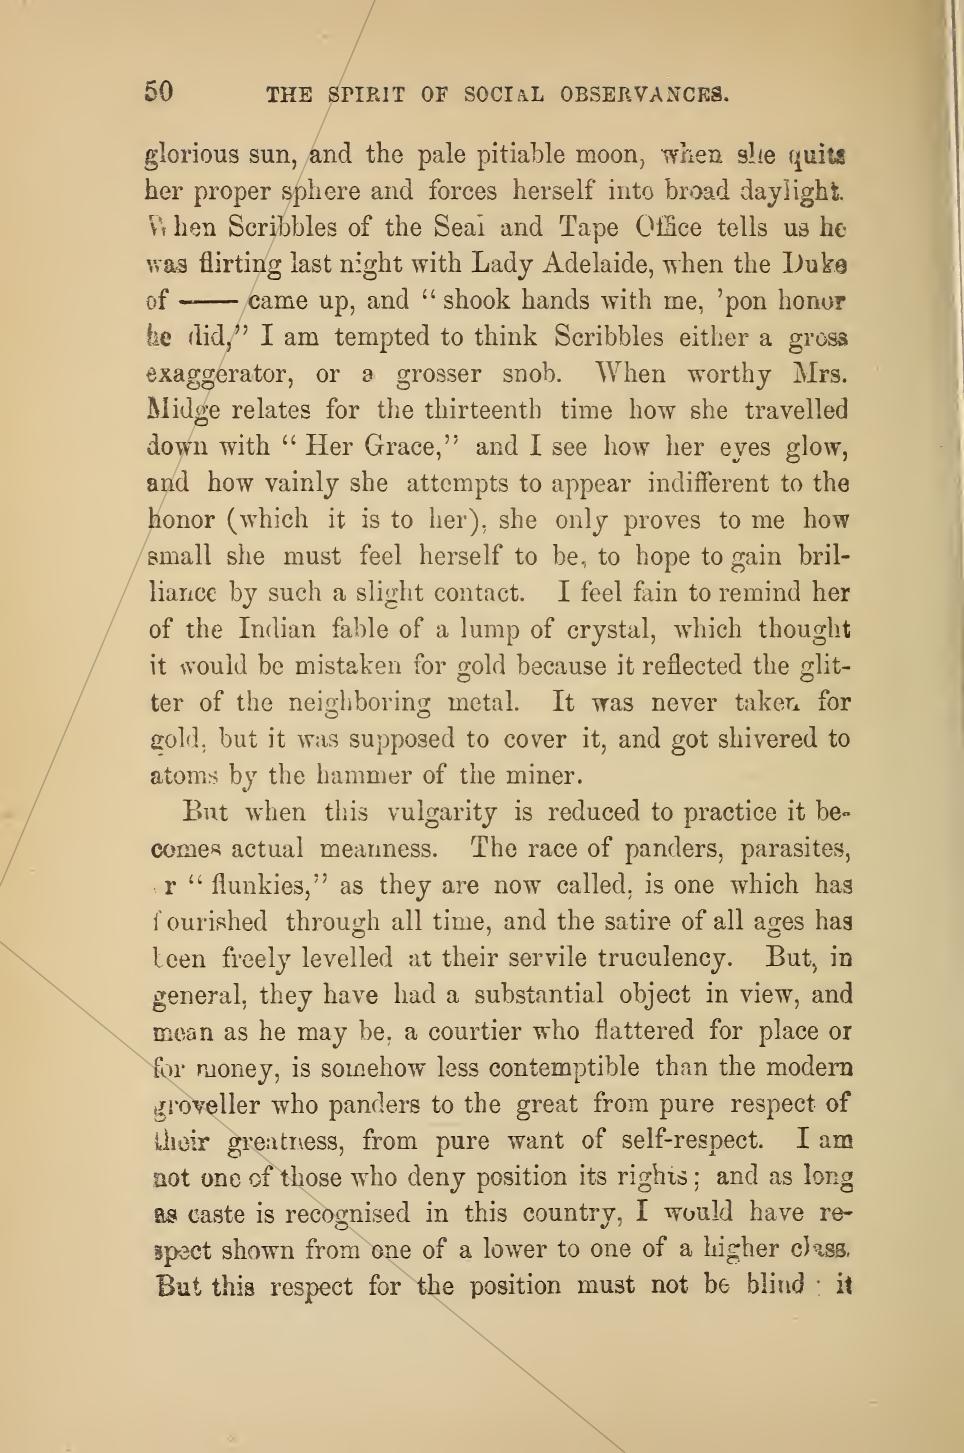 50 THE SPIRIT OF SOCIAL OBSERVANCES.
glorious sun, and the pale pitiable moon, when she quits
her proper sphere and forces herself into broad daylight.
When Scribbles of the Seal and Tape Office tells us he
was flirting last night with Lady Adelaide, when the Duke
of —— came up, and “ shook hands with me, ’pon honor
he did,” I am tempted to think Scribbles either a gross
exaggerator, or a grosser snob. When worthy Mrs.
Midge relates for the thirteenth time how she travelled
down with “ Her Grace,” and I see how her eyes glow,
and how vainly she attempts to appear indifferent to the
honor (which it is to her), she only proves to me how
small she must feel herself to be, to hope to gain bril-
liance by such a slight contact. I feel fain to remind her
of the Indian fable of a lump of crystal, which thought
it would be mistaken for gold because it reflected the glit-
ter of the neighboring metal. It was never taken for
gold, but it was supposed to cover it, and got shivered to
atoms by the hammer of the miner.
But when this vulgarity is reduced to practice it be-
comes actual meanness. The race of panders, parasites,
r “ flunkies,” as they are now called, is one which has
fourished through all time, and the satire of all ages has
been freely levelled at their servile truculency. But, in
general, they have had a substantial object in view, and
mean as he may be, a courtier who flattered for place or
for money, is somehow less contemptible than the modern
groveller who panders to the great from pure respect of
their greatness, from pure want of self-respect. I am
not one of those who deny position its rights ; and as long
as caste is recognised in this country, I would have re-
spect shown from one of a lower to one of a higher class.
But this respect for the position must not be blind : it